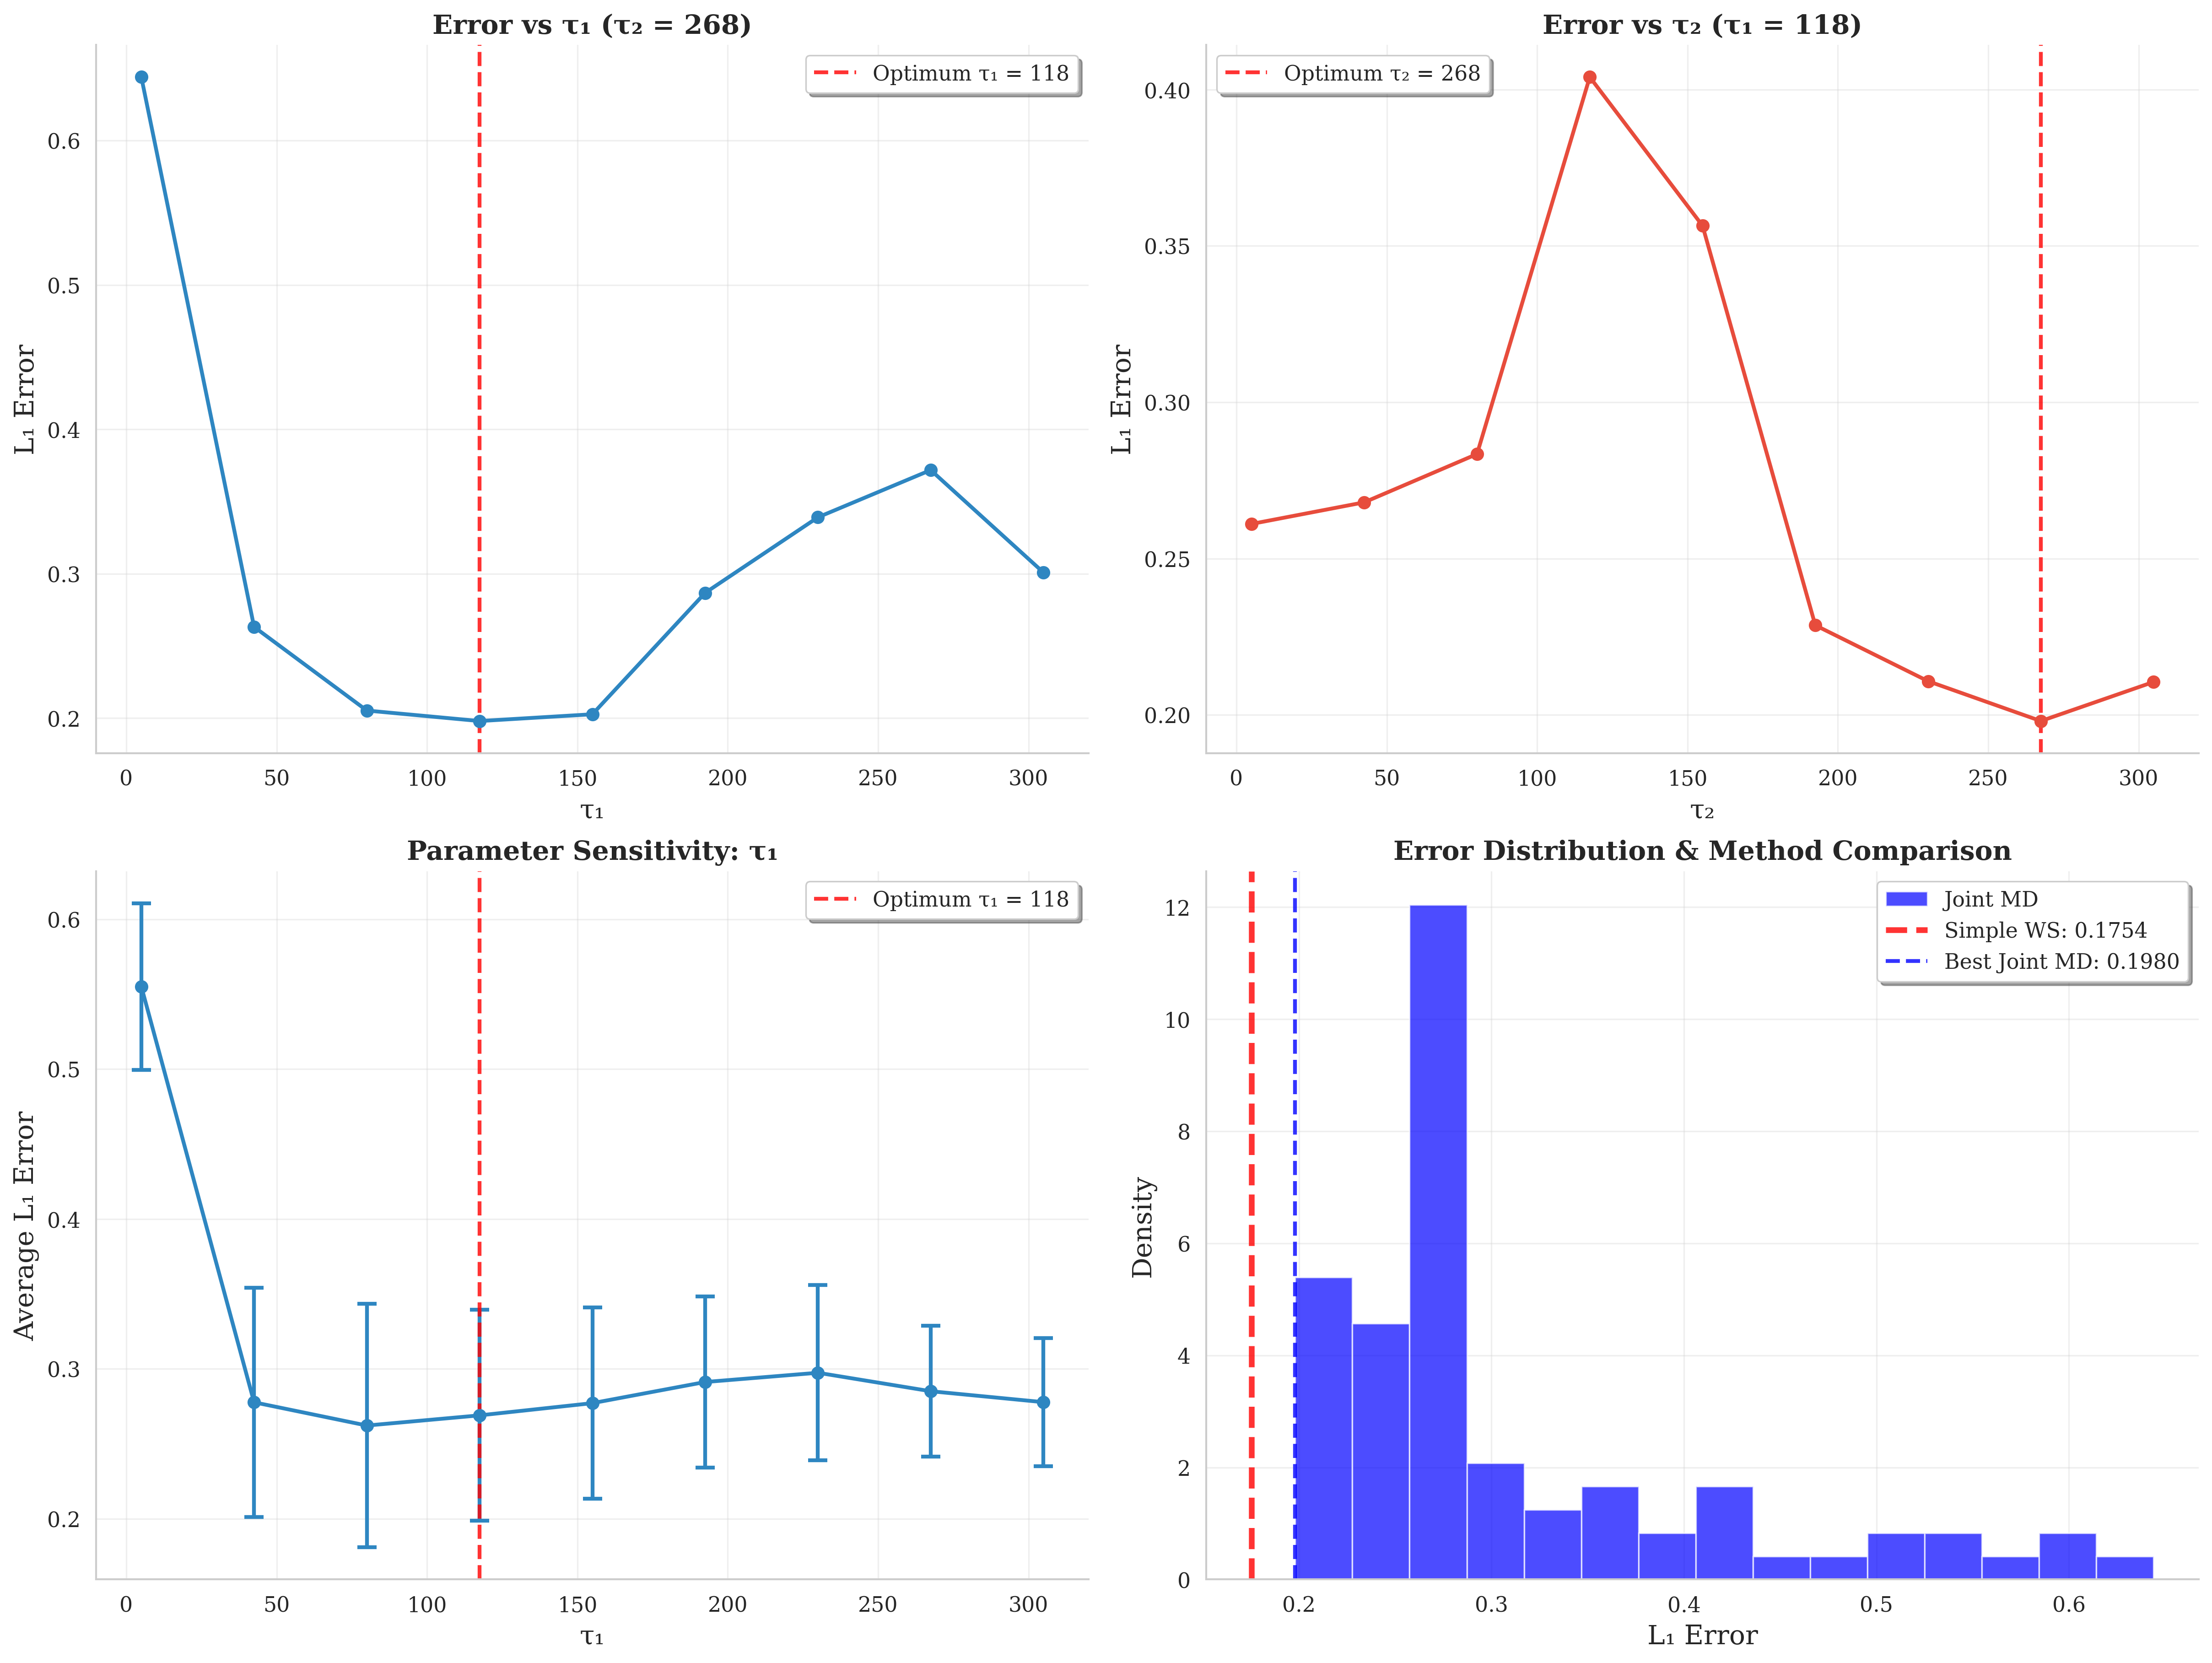 Error vs τ₁ (τ₂ = 268)
Optimum τ₁ = 118
L₁ Error
0.6
0.5
0.4
0.3
0.2
0 50 100 150 200 250 300
τ₁
Error vs τ₂ (τ₁ = 118)
Optimum τ₂ = 268
L₁ Error
0.40
0.35
0.30
0.25
0.20
0 50 100 150 200 250 300
τ₂
Parameter Sensitivity: τ₁
Optimum τ₁ = 118
Average L₁ Error
0.6
0.5
0.4
0.3
0.2
0 50 100 150 200 250 300
τ₁
Error Distribution & Method Comparison
Joint MD
Simple WS: 0.1754
Best Joint MD: 0.1980
Density
12
10
8
6
4
2
0
0.2 0.3 0.4 0.5 0.6
L₁ Error